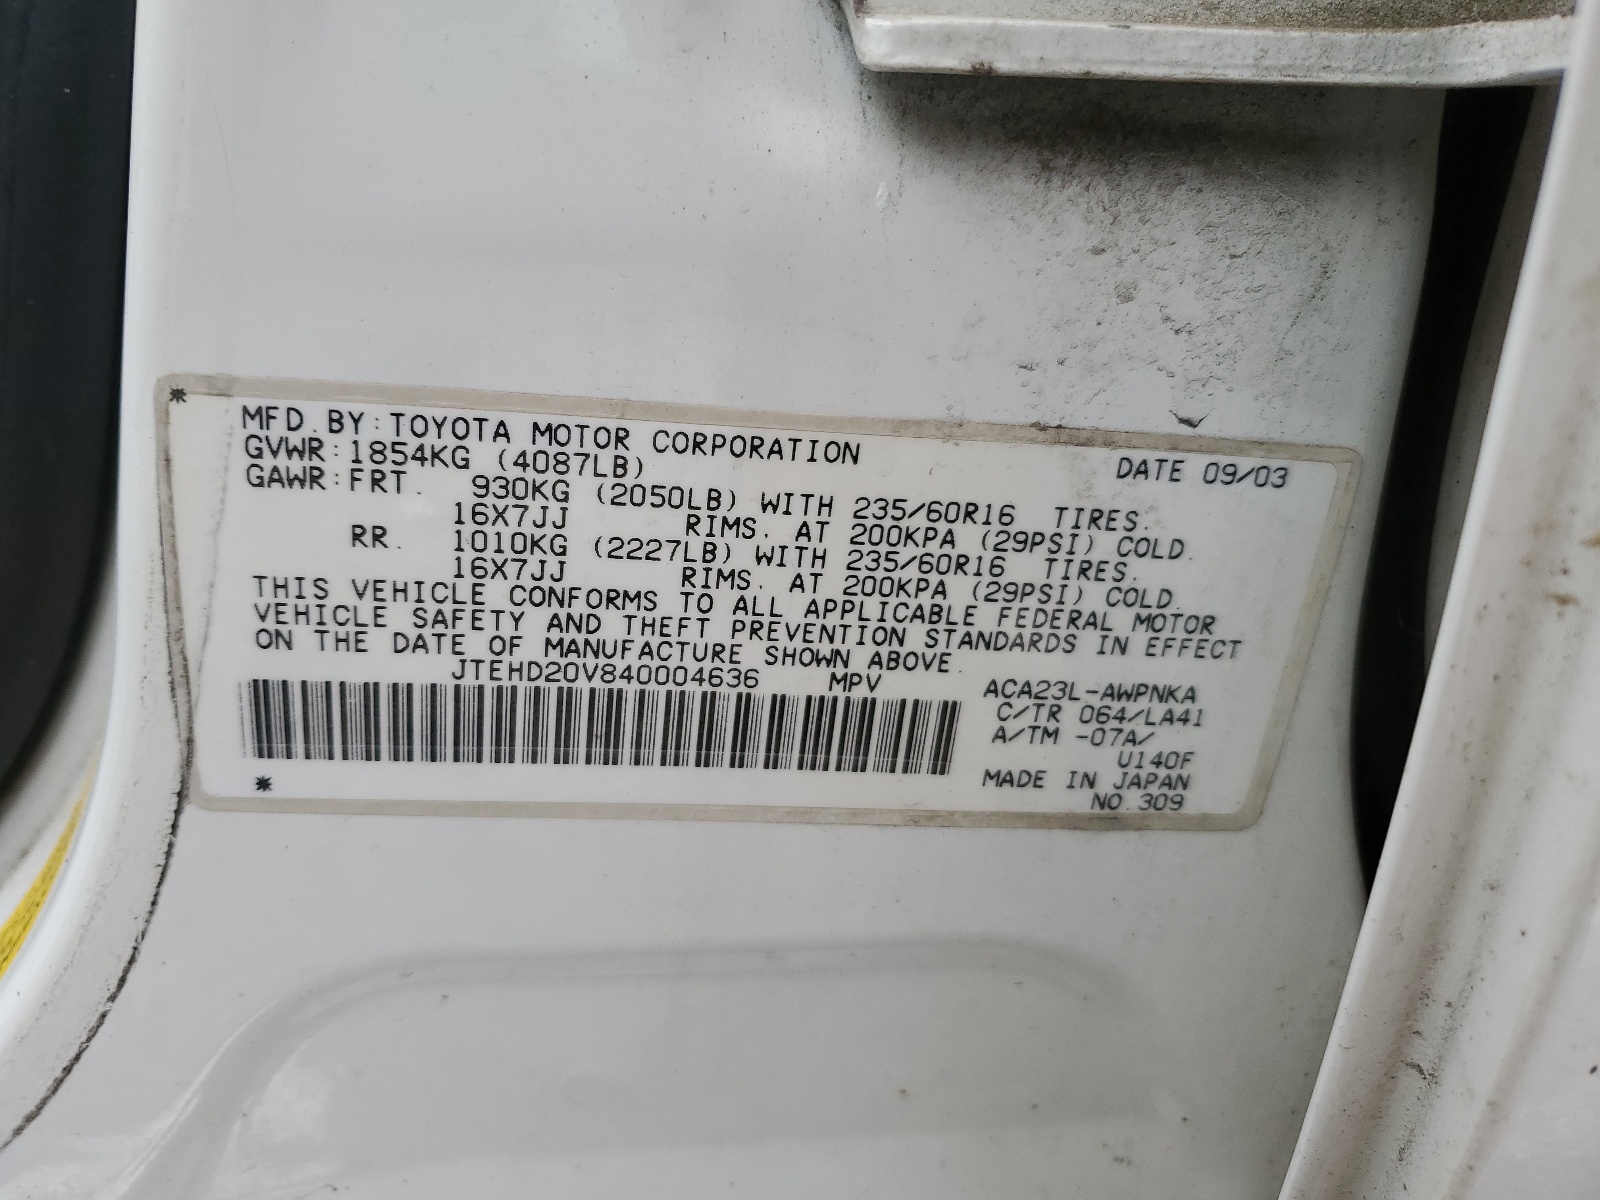 MFD. BY: TOYOTA MOTOR CORPORATION DATE 09/03
GVWR: 1854KG (4087LB)
GAWR: FRT. 930KG (2050LB) WITH 235/60R16 TIRES.
16X7JJ RIMS. AT 200KPA (29PSI) COLD.
RR. 1010KG (2227LB) WITH 235/60R16 TIRES.
16X7JJ RIMS. AT 200KPA (29PSI) COLD.
THIS VEHICLE CONFORMS TO ALL APPLICABLE FEDERAL MOTOR
VEHICLE SAFETY AND THEFT PREVENTION STANDARDS IN EFFECT
ON THE DATE OF MANUFACTURE SHOWN ABOVE.
JTEHD20V840004636 MPV
ACA23L-AWPNKA
C/TR 064/LA41
A/TM -07A/
U140F
MADE IN JAPAN
NO.309